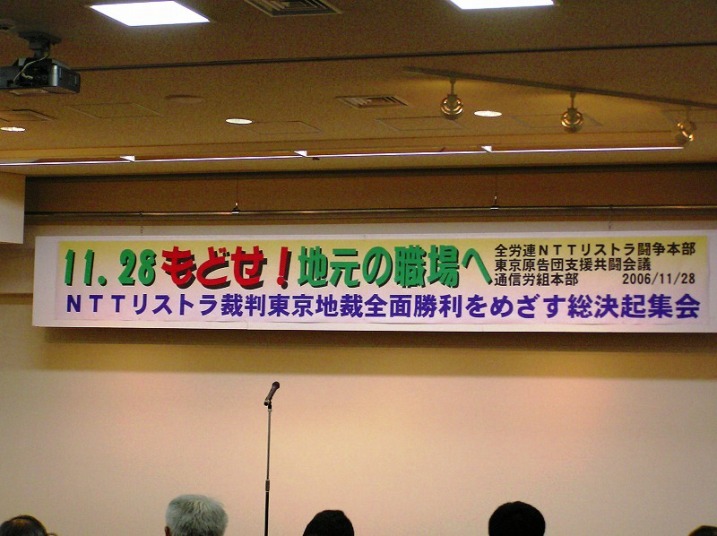 11.28もどせ！地元の職場へ
全労連NTTリストラ闘争本部
東京原告団支援共闘会議
通信労組本部 2006/11/28
NTTリストラ裁判東京地裁全面勝利をめざす総決起集会